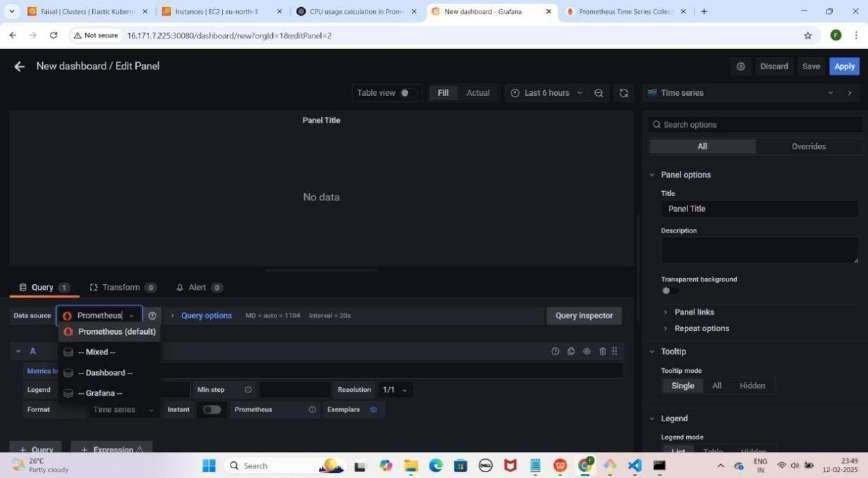 Faisal | Clusters | Elastic Kubern
Instances | EC2 | eu-north-1
CPU usage calculation in Prom
New dashboard - Grafana
Prometheus Time Series Collec
Not secure 16.171.7.225:30080/dashboard/new?orgId=1&editPanel=2
F
New dashboard / Edit Panel
Discard Save Apply
Table view Fill Actual Last 6 hours Time series
Panel Title
Search options
All Overrides
No data
Panel options
Title
Panel Title
Description
Transparent background
Panel links
Repeat options
Query 1 Transform 0 Alert 0
Data source Prometheus Query options MD = auto = 1184 Interval = 20s Query inspector
Prometheus (default)
-- Mixed --
-- Dashboard --
-- Grafana --
A
Metrics
Legend Min step Resolution 1/1
Format Time series Instant Prometheus Exemplars
+ Query + Expression
Tooltip
Tooltip mode
Single All Hidden
Legend
Legend mode
List Table Hidden
26°C
Partly cloudy
Search
ENG
IN
23:49
12-02-2025